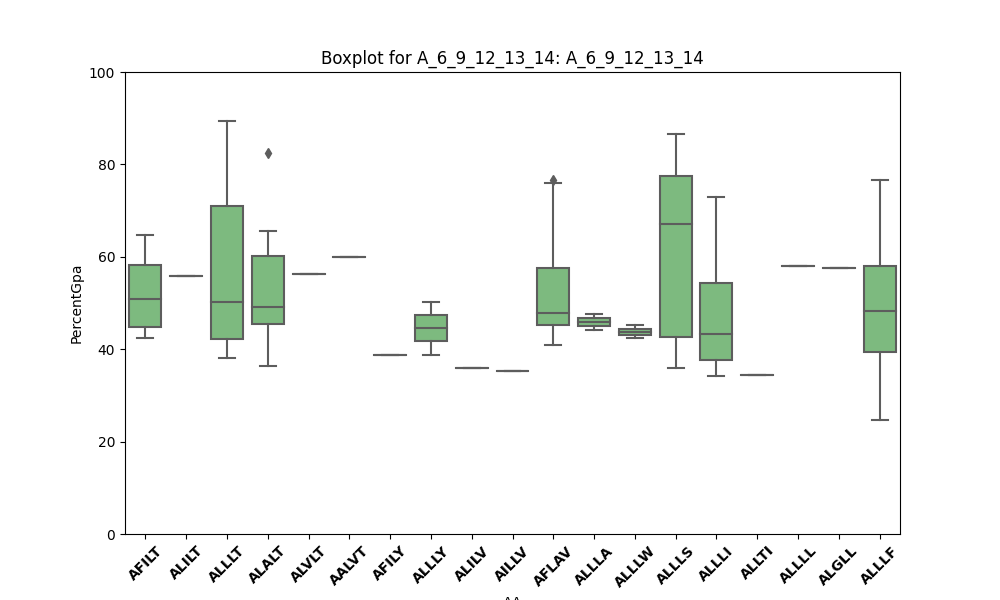 Boxplot for A_6_9_12_13_14: A_6_9_12_13_14
100
80
60
40
20
0
PercentGpa
AFILT ALILT ALLLT ALALT ALVLT AALVT AFILY ALLLY ALILV AILLV AFLAV ALLLA ALLLW ALLLS ALLLI ALLTI ALLLL ALGLL ALLLF